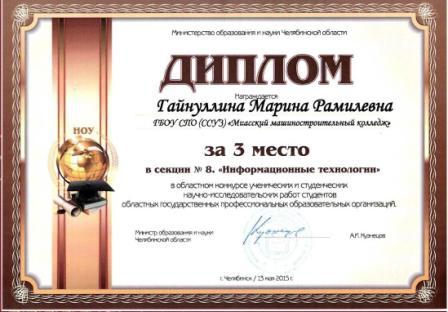 Министерство образования и науки Челябинской области
ДИПЛОМ
Награждается
Гайнуллина Марина Рамилевна
ГБОУ СПО (ССУЗ) «Миасский машиностроительный колледж»
НОУ
за 3 место
в секции № 8. «Информационные технологии»
в областном конкурсе ученических и студенческих
научно-исследовательских работ студентов
областных государственных профессиональных образовательных организаций.
Министр образования и науки
Челябинской области
А.И. Кузнецов
г. Челябинск / 13 мая 2015 г.